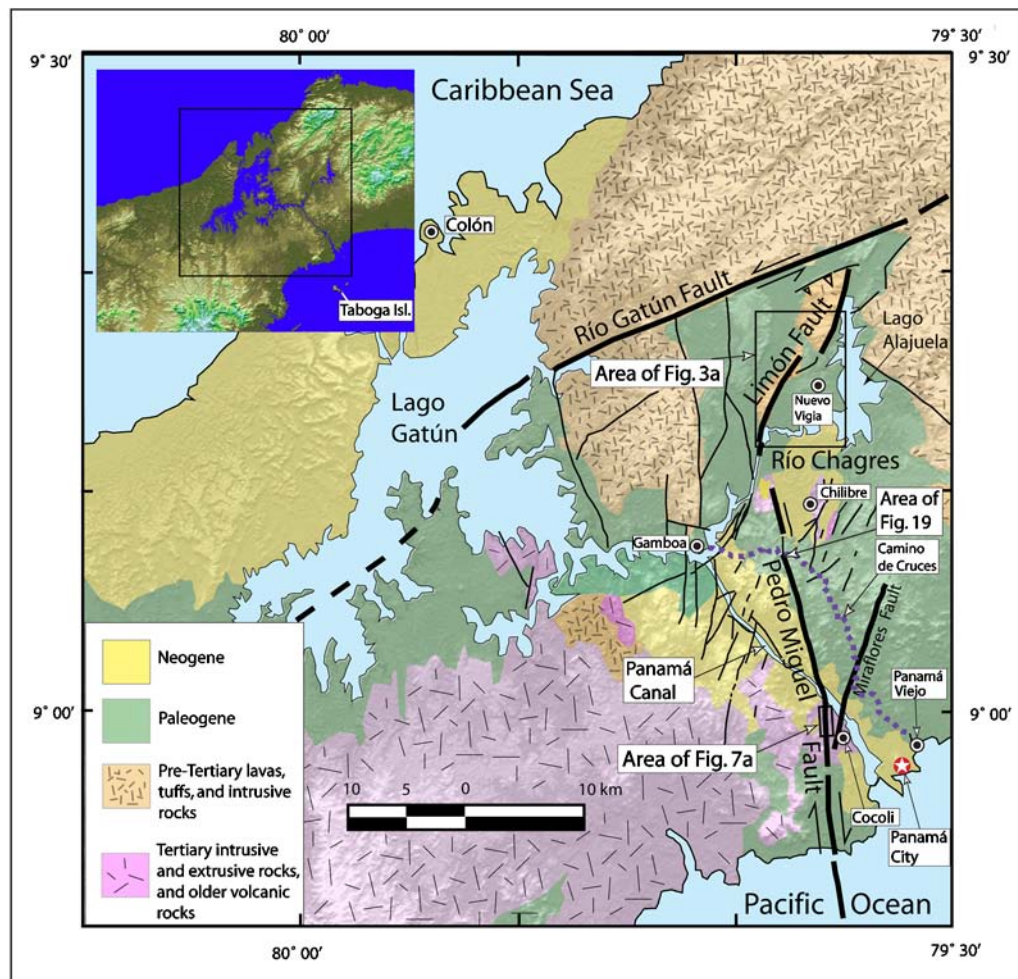 80° 00'
79° 30'
9° 30'
9° 30'
Caribbean Sea
Colón
Taboga Isl.
Río Gatún Fault
Limón Fault
Lago
Alajuela
Area of Fig. 3a
Nuevo
Vigia
Lago
Gatún
Río Chagres
Chilibre
Area of
Fig. 19
Gamboa
Camino
de Cruces
Pedro Miguel
Fault
Miraflores Fault
Panamá
Canal
Panamá
Viejo
9° 00'
9° 00'
Area of Fig. 7a
Cocoli
Panamá
City
Neogene
Paleogene
Pre-Tertiary lavas,
tuffs, and intrusive
rocks
Tertiary intrusive
and extrusive rocks,
and older volcanic
rocks
10 5 0 10 km
Pacific Ocean
80° 00'
79° 30'